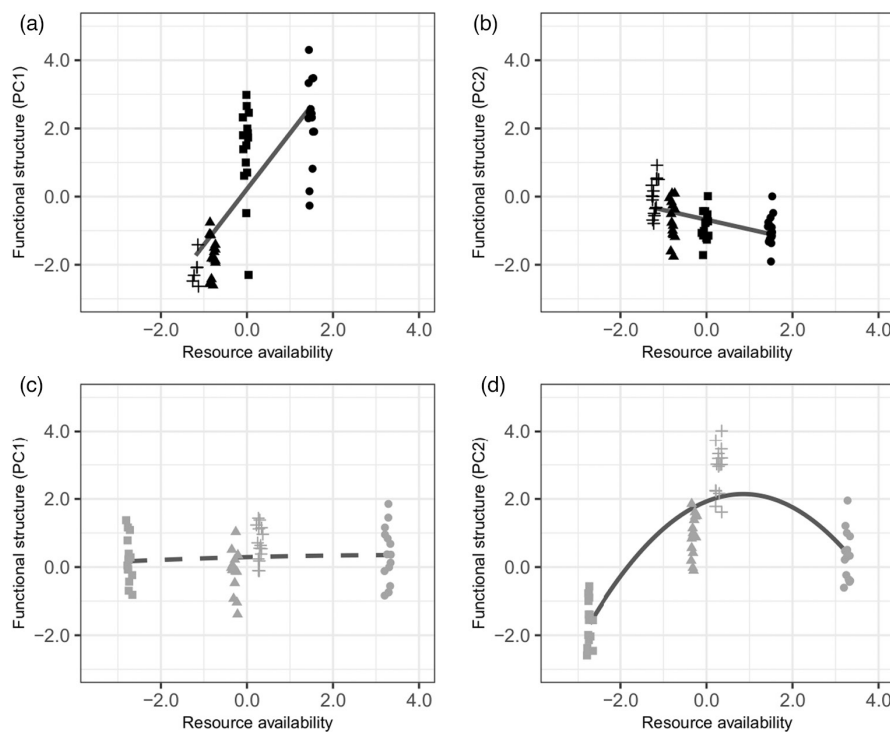 (a)
Functional structure (PC1)
4.0
2.0
0.0
−2.0
−2.0 0.0 2.0 4.0
Resource availability
(b)
Functional structure (PC2)
4.0
2.0
0.0
−2.0
−2.0 0.0 2.0 4.0
Resource availability
(c)
Functional structure (PC1)
4.0
2.0
0.0
−2.0
−2.0 0.0 2.0 4.0
Resource availability
(d)
Functional structure (PC2)
4.0
2.0
0.0
−2.0
−2.0 0.0 2.0 4.0
Resource availability